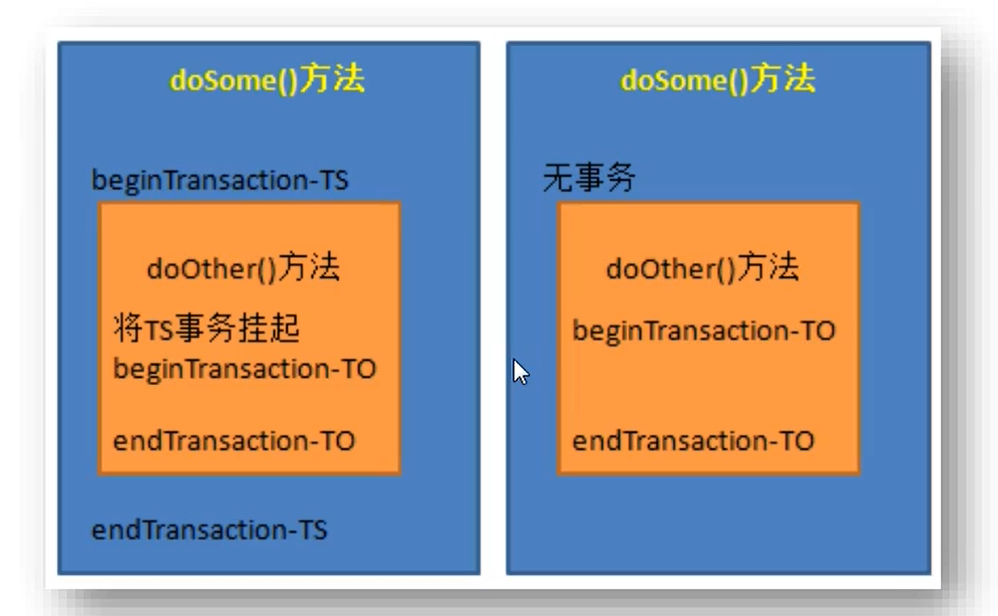 doSome()方法
beginTransaction-TS
doOther()方法
将TS事务挂起
beginTransaction-TO
endTransaction-TO
endTransaction-TS
doSome()方法
无事务
doOther()方法
beginTransaction-TO
endTransaction-TO